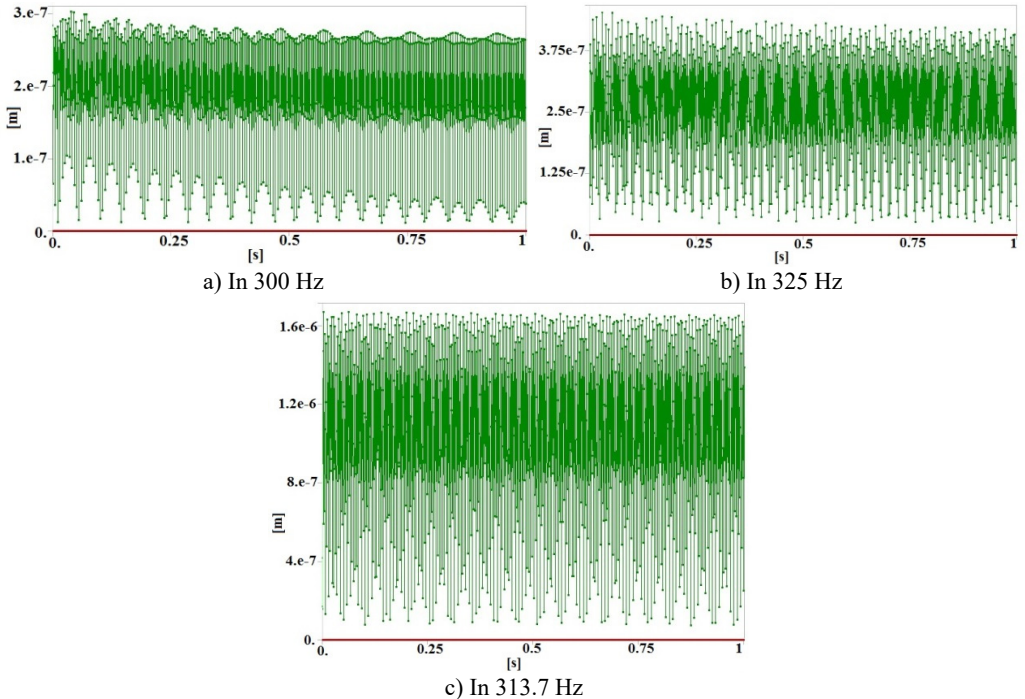 3.e-7
2.e-7
[m]
1.e-7
0.
0. 0.25 0.5 0.75 1
[s]
a) In 300 Hz
3.75e-7
2.5e-7
[m]
1.25e-7
0.
0. 0.25 0.5 0.75 1
[s]
b) In 325 Hz
1.6e-6
1.2e-6
8.e-7
[m]
4.e-7
0.
0. 0.25 0.5 0.75 1
[s]
c) In 313.7 Hz